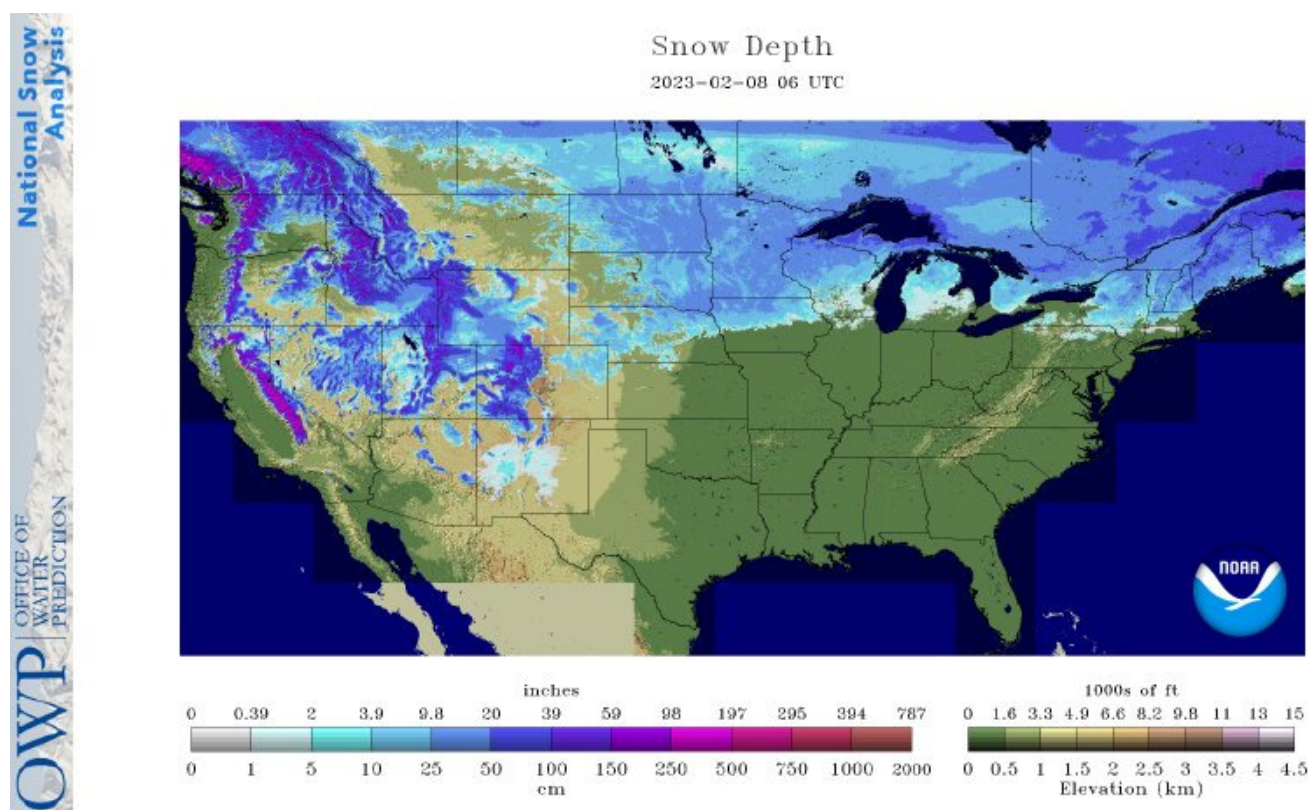 National Snow
Analysis
OWP
OFFICE OF
WATER
PREDICTION
Snow Depth
2023-02-08 06 UTC
NOAA
inches
0 0.39 2 3.9 9.8 20 39 59 98 197 295 394 787
0 1 5 10 25 50 100 150 250 500 750 1000 2000
cm
1000s of ft
0 1.6 3.3 4.9 6.6 8.2 9.8 11 13 15
0 0.5 1 1.5 2 2.5 3 3.5 4 4.5
Elevation (km)